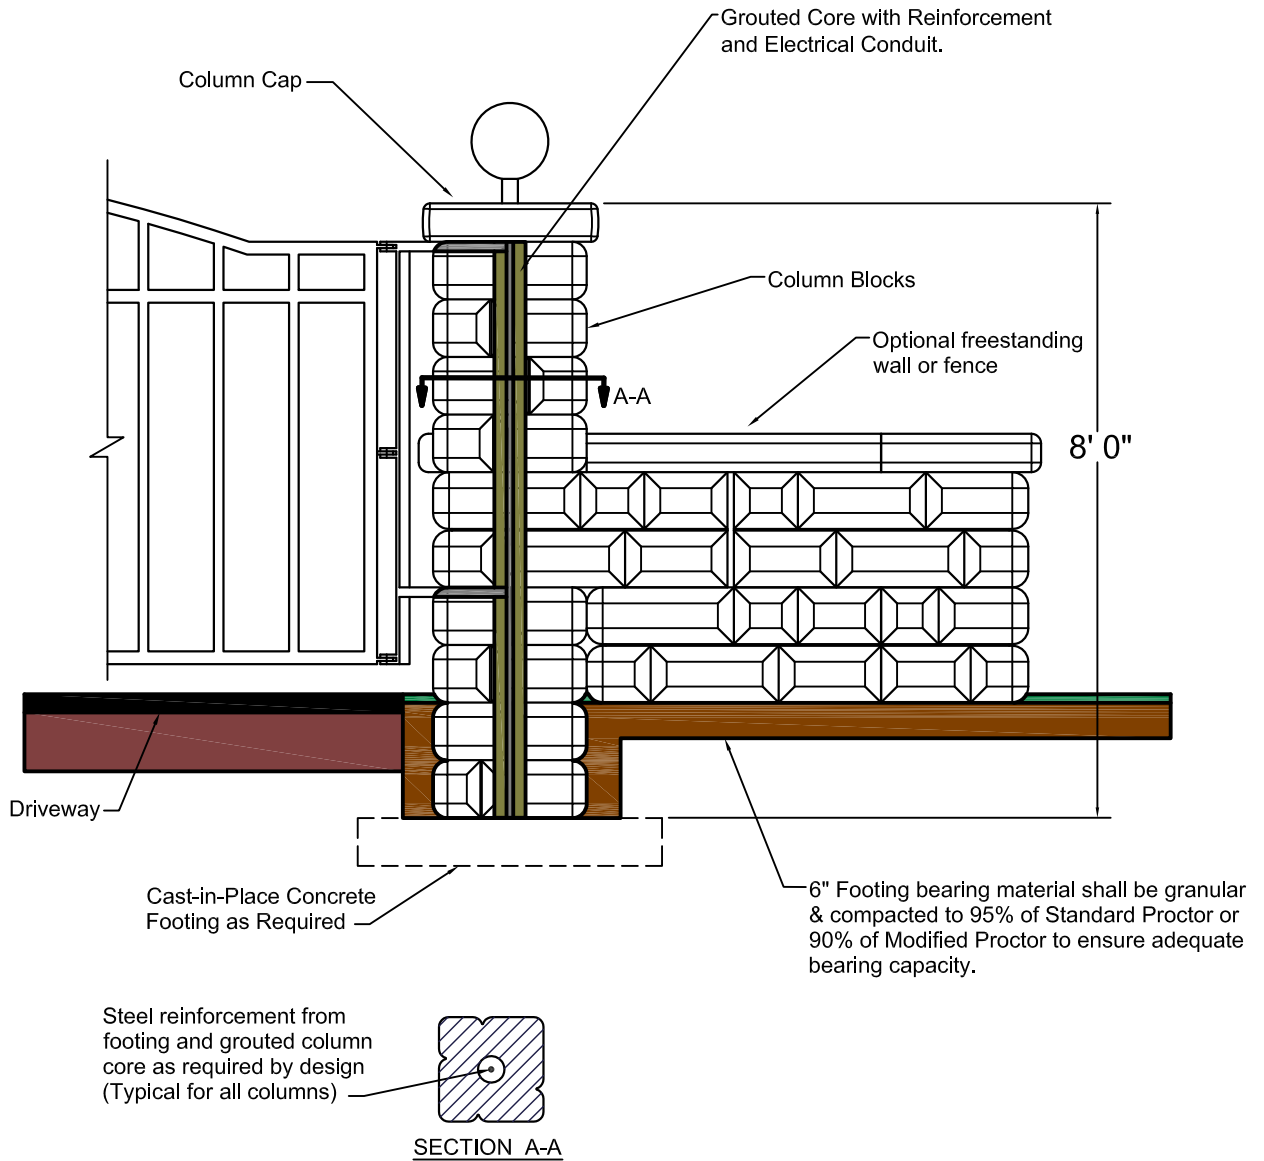 Grouted Core with Reinforcement
and Electrical Conduit.
Column Cap
Column Blocks
Optional freestanding
wall or fence
A-A
8' 0"
Driveway
Cast-in-Place Concrete
Footing as Required
6" Footing bearing material shall be granular
& compacted to 95% of Standard Proctor or
90% of Modified Proctor to ensure adequate
bearing capacity.
Steel reinforcement from
footing and grouted column
core as required by design
(Typical for all columns)
SECTION A-A